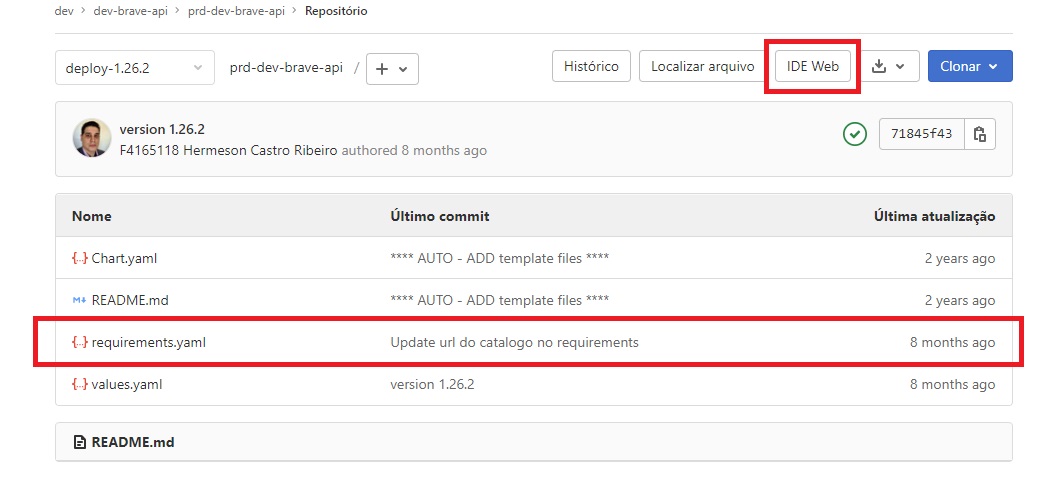 dev > dev-brave-api > prd-dev-brave-api > Repositório
deploy-1.26.2 prd-dev-brave-api / + Histórico Localizar arquivo IDE Web Clonar
version 1.26.2
F4165118 Hermeson Castro Ribeiro authored 8 months ago 71845f43
Nome Último commit Última atualização
{..} Chart.yaml **** AUTO - ADD template files **** 2 years ago
M↓ README.md **** AUTO - ADD template files **** 2 years ago
{..} requirements.yaml Update url do catalogo no requirements 8 months ago
{..} values.yaml version 1.26.2 8 months ago
README.md